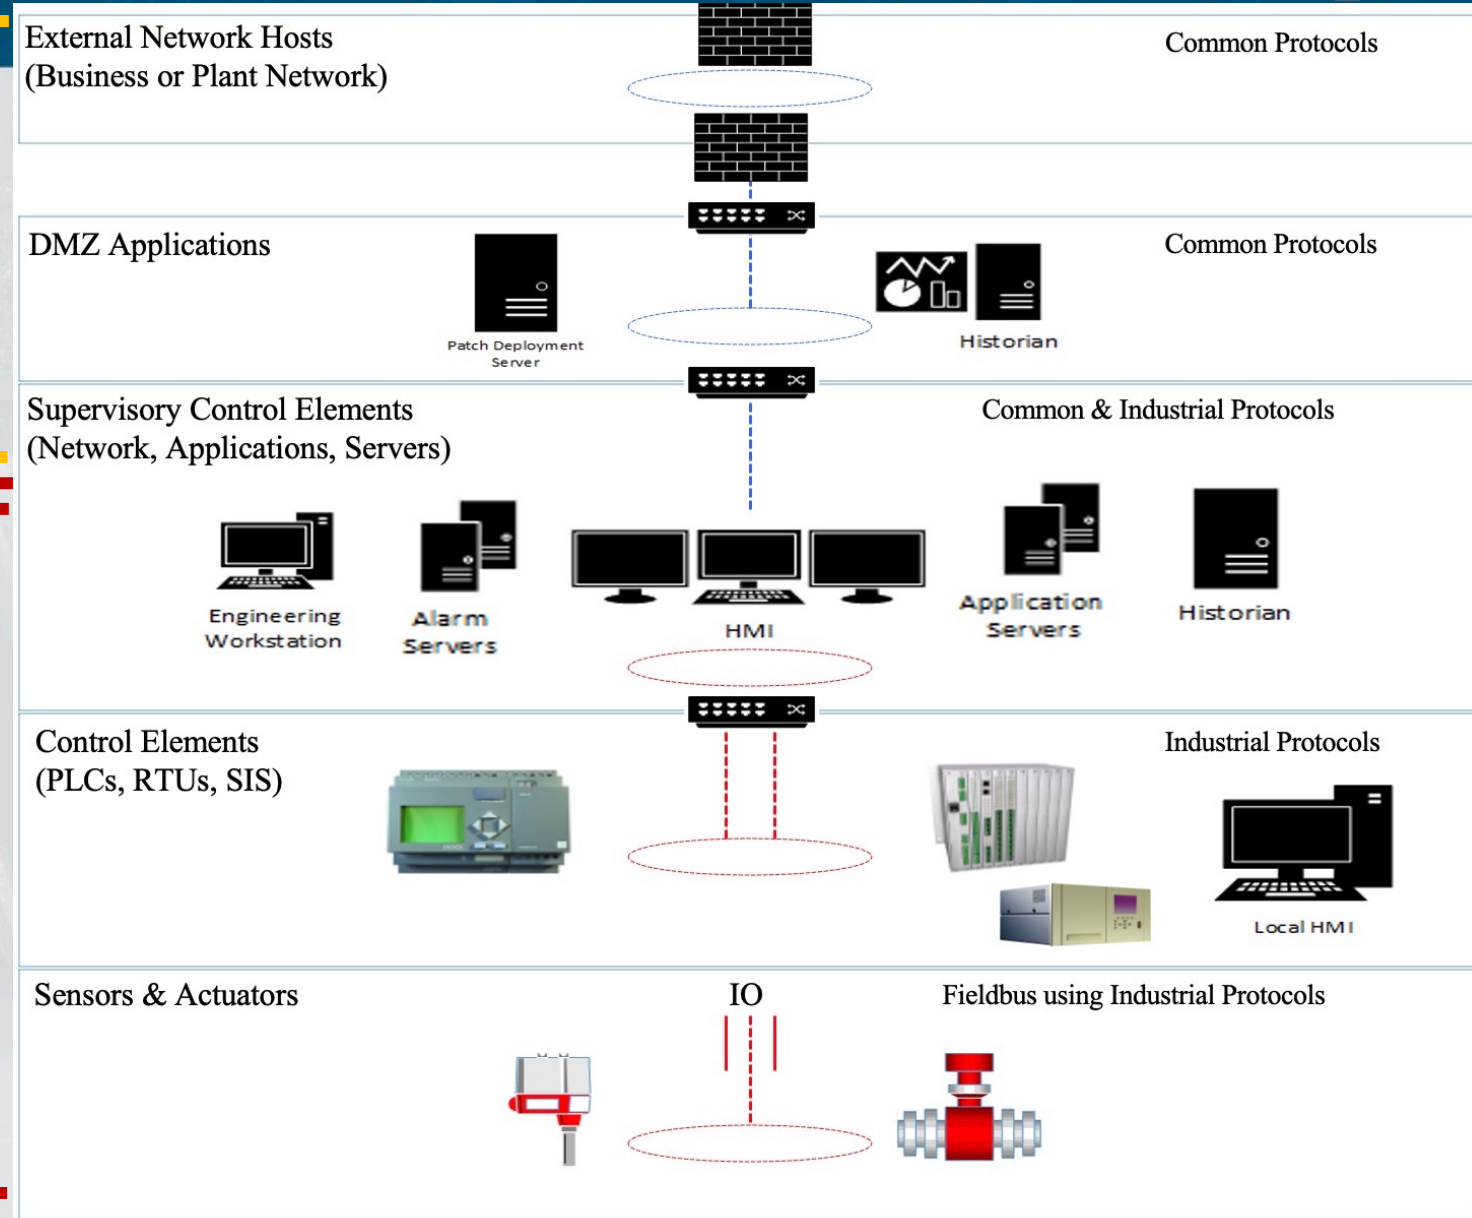 External Network Hosts
(Business or Plant Network)
Common Protocols
DMZ Applications
Common Protocols
Patch Deployment
Server
Historian
Supervisory Control Elements
(Network, Applications, Servers)
Common & Industrial Protocols
Engineering
Workstation
Alarm
Servers
HMI
Application
Servers
Historian
Control Elements
(PLCs, RTUs, SIS)
Industrial Protocols
Local HMI
Sensors & Actuators
IO
Fieldbus using Industrial Protocols